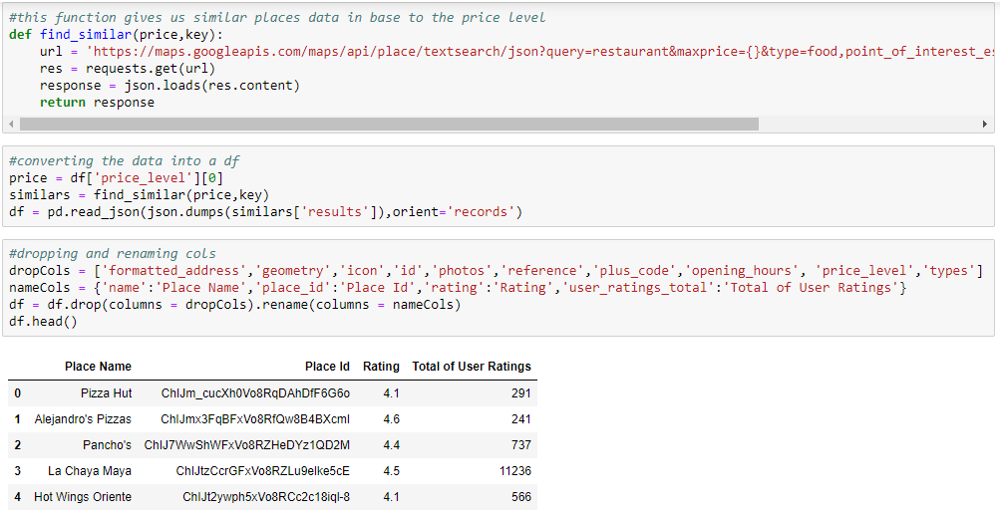 #this function gives us similar places data in base to the price level
def find_similar(price,key):
url = 'https://maps.googleapis.com/maps/api/place/textsearch/json?query=restaurant&maxprice={}&type=food,point_of_interest_es
res = requests.get(url)
response = json.loads(res.content)
return response
#converting the data into a df
price = df['price_level'][0]
similars = find_similar(price,key)
df = pd.read_json(json.dumps(similars['results']),orient='records')
#dropping and renaming cols
dropCols = ['formatted_address','geometry','icon','id','photos','reference','plus_code','opening_hours', 'price_level','types']
nameCols = {'name':'Place Name','place_id':'Place Id','rating':'Rating','user_ratings_total':'Total of User Ratings'}
df = df.drop(columns = dropCols).rename(columns = nameCols)
df.head()
Place Name Place Id Rating Total of User Ratings
0 Pizza Hut ChIJm_cucXh0Vo8RqDAhDfF6G6o 4.1 291
1 Alejandro's Pizzas ChIJmx3FqBFxVo8RfQw8B4BXcmI 4.6 241
2 Pancho's ChIJ7WwShWFxVo8RZHeDYz1QD2M 4.4 737
3 La Chaya Maya ChIJtzCcrGFxVo8RZLu9elke5cE 4.5 11236
4 Hot Wings Oriente ChIJt2ywph5xVo8RCc2c18iqI-8 4.1 566